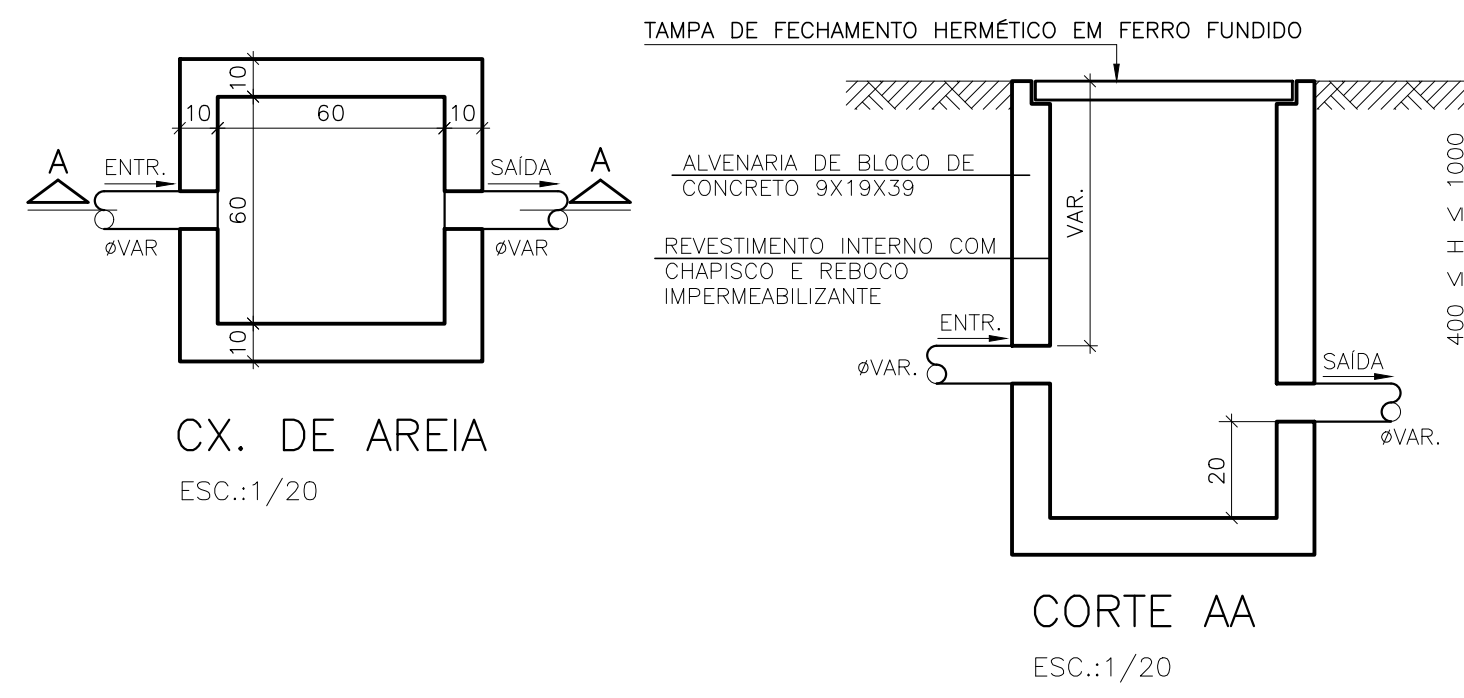 10
10
60
10
A
ENTR.
SAÍDA
A
60
ØVAR
ØVAR
10
CX. DE AREIA
ESC.:1/20
TAMPA DE FECHAMENTO HERMÉTICO EM FERRO FUNDIDO
ALVENARIA DE BLOCO DE
CONCRETO 9X19X39
VAR.
400 ≤ H ≤ 1000
REVESTIMENTO INTERNO COM
CHAPISCO E REBOCO
IMPERMEABILIZANTE
ENTR.
ØVAR.
SAÍDA
ØVAR.
20
CORTE AA
ESC.:1/20